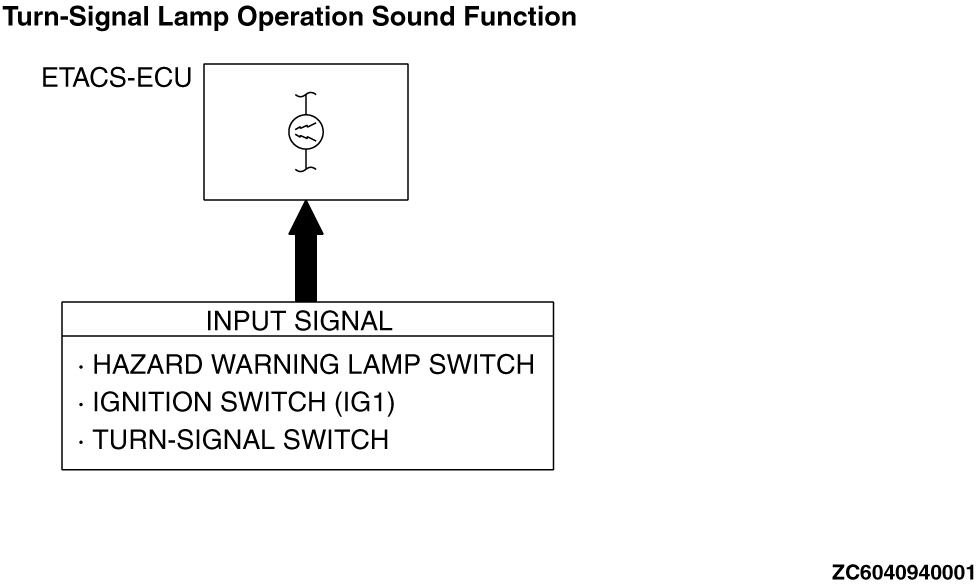 Turn-Signal Lamp Operation Sound Function
ETACS-ECU
INPUT SIGNAL
· HAZARD WARNING LAMP SWITCH
· IGNITION SWITCH (IG1)
· TURN-SIGNAL SWITCH
ZC6040940001